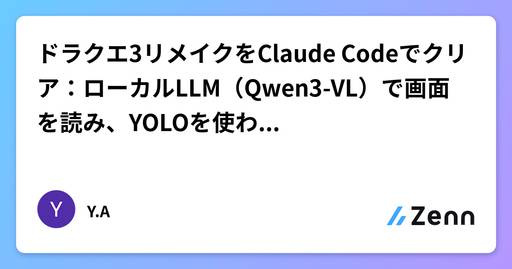 ドラクエ3リメイクをClaude Codeでクリ
ア：ローカルLLM（Qwen3-VL）で画面
を読み、YOLOを使わ...
Y
Y.A
Zenn